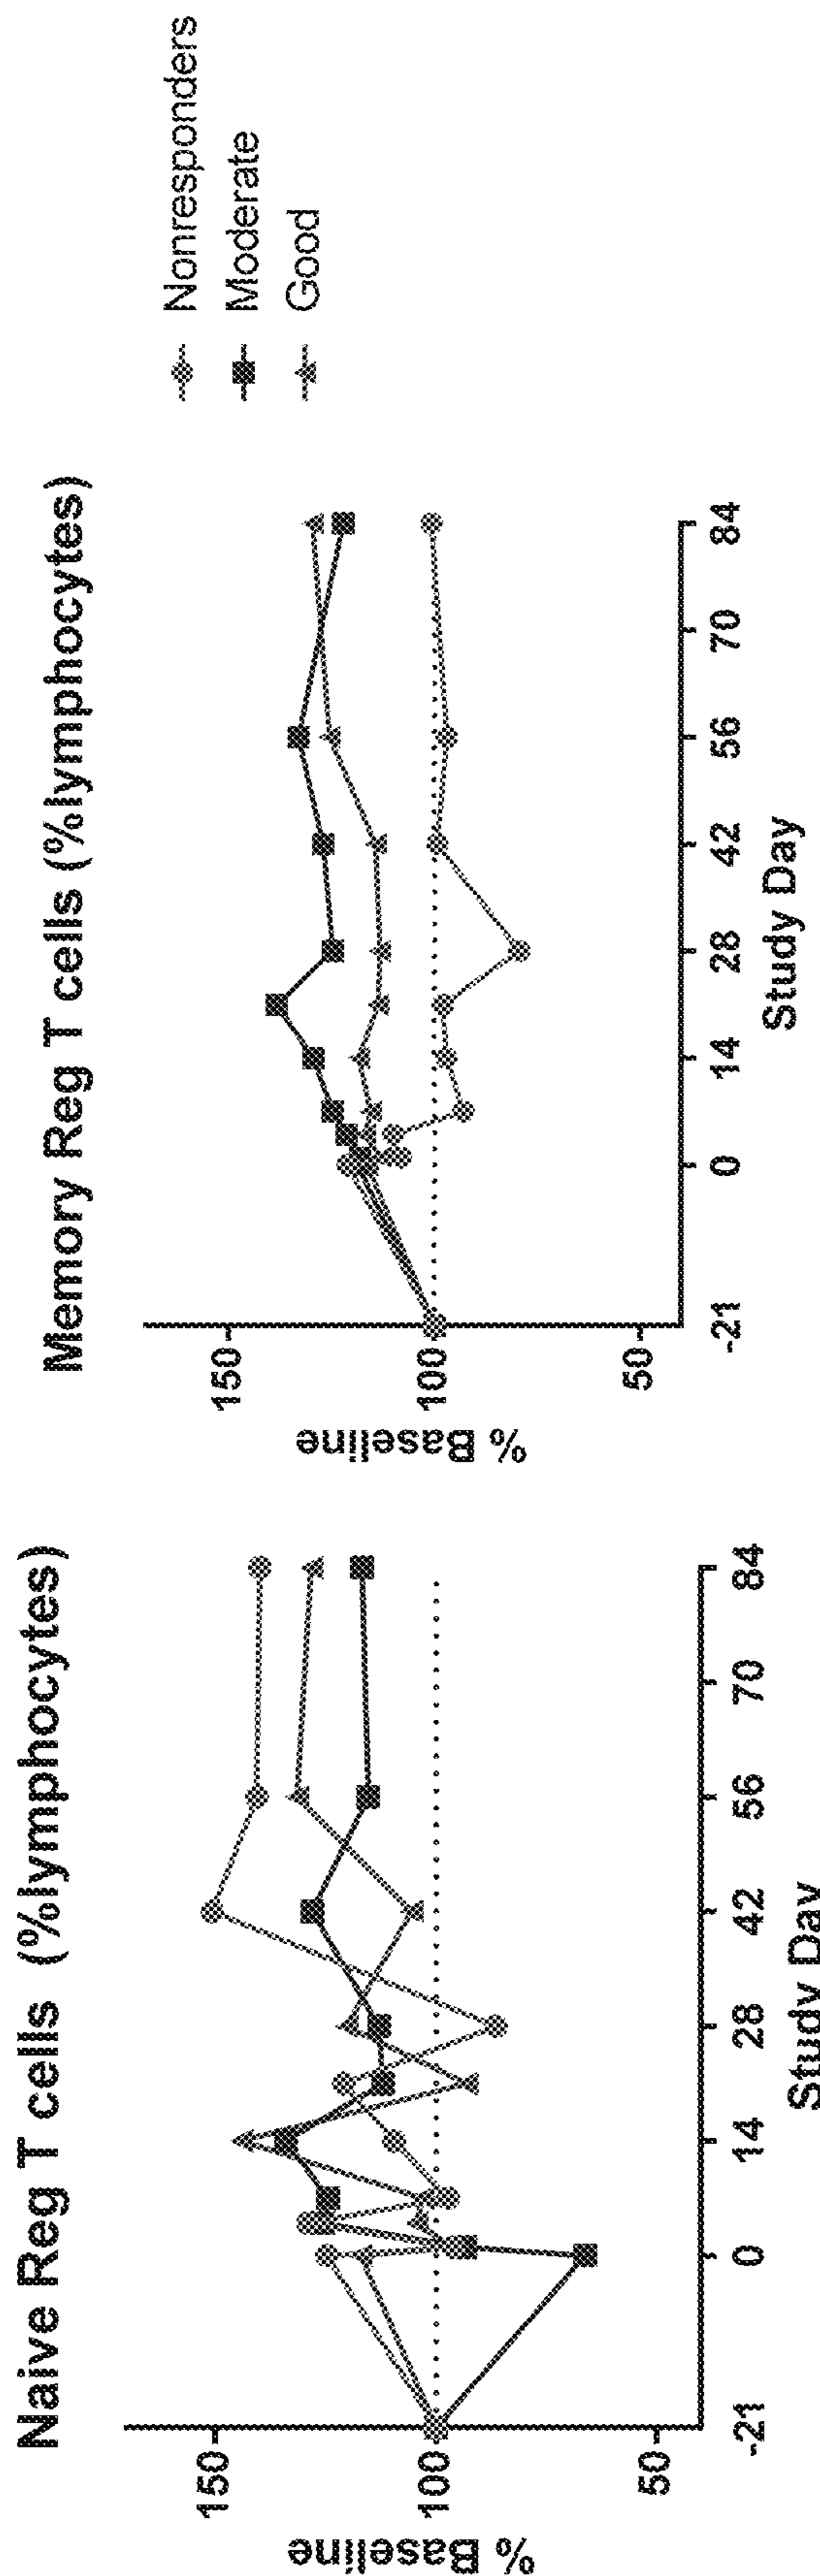 Naive Reg T cells (%lymphocytes)
% Baseline
150
100
50
-21
0
14
28
42
56
70
84
Study Day
Memory Reg T cells (%lymphocytes)
% Baseline
150
100
50
-21
0
14
28
42
56
70
84
Study Day
Nonresponders
Moderate
Good